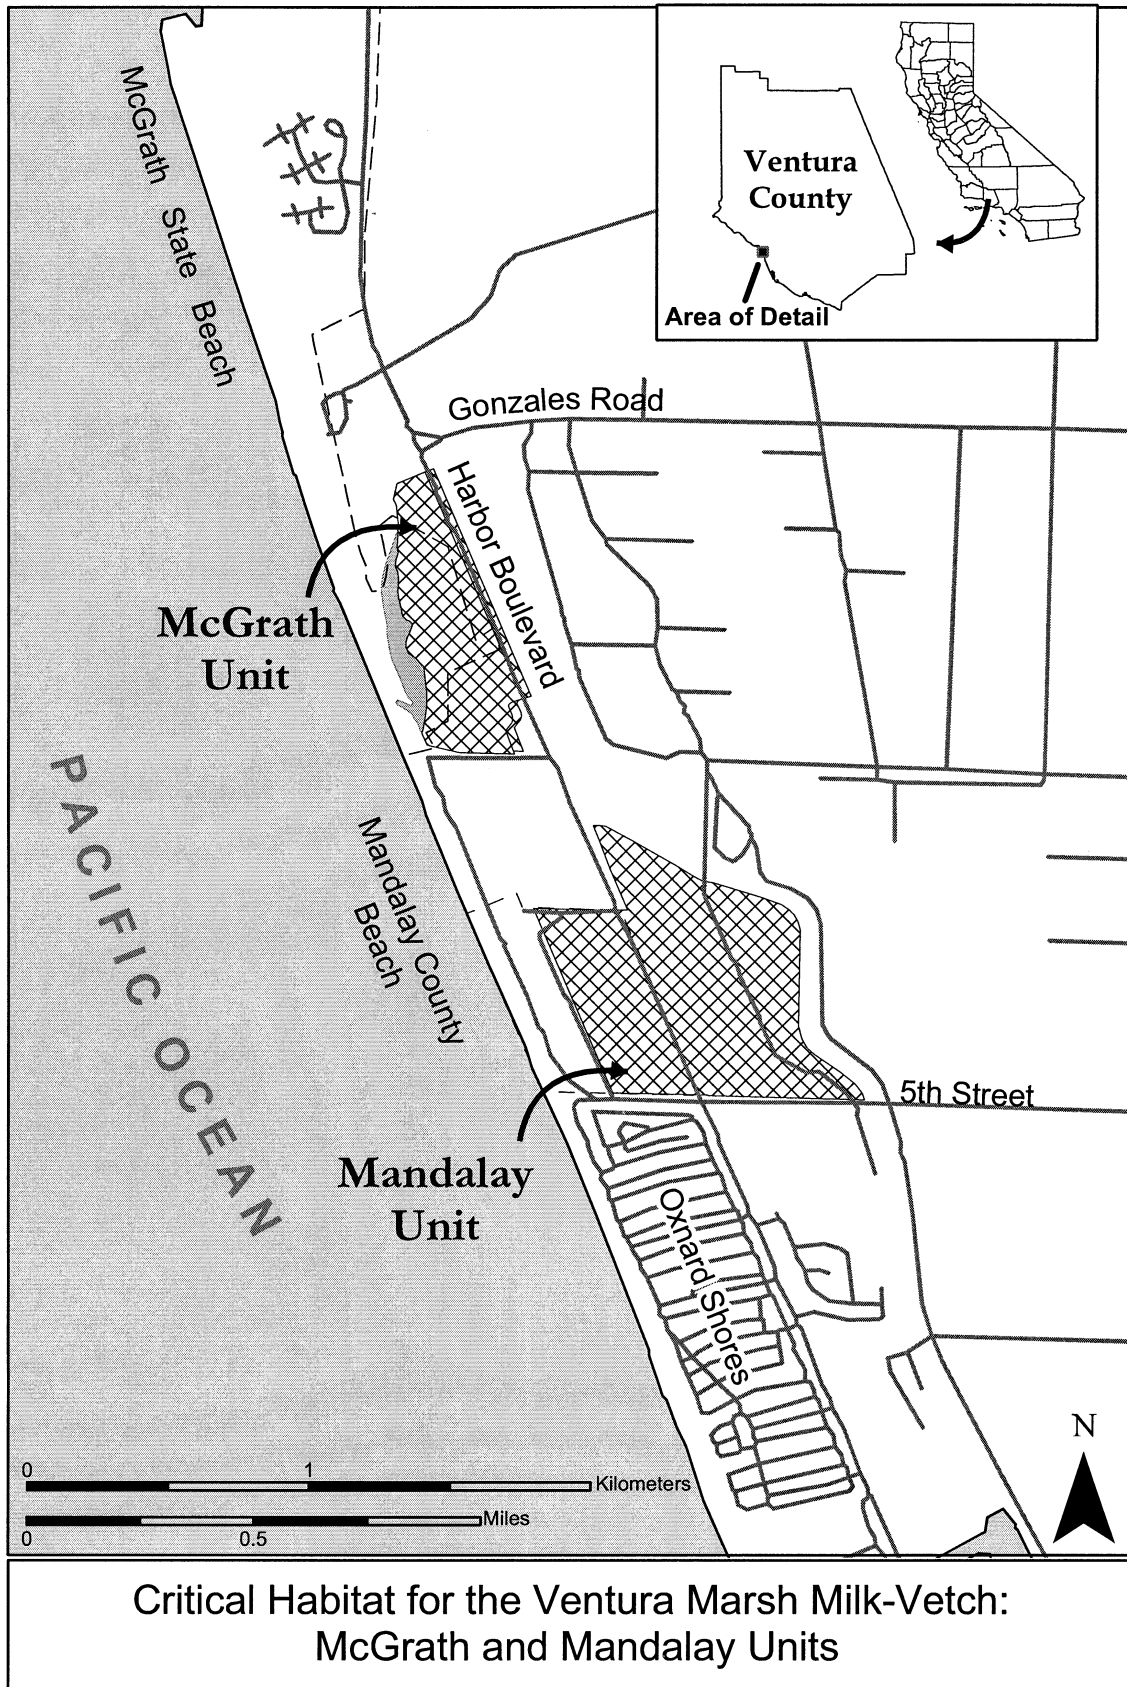 McGrath State Beach
Ventura
County
Area of Detail
Gonzales Road
Harbor Boulevard
McGrath
Unit
PACIFIC OCEAN
Mandalay County
Beach
5th Street
Mandalay
Unit
Oxnard Shores
N
0 1
Kilometers
Miles
0 0.5
Critical Habitat for the Ventura Marsh Milk-Vetch:
McGrath and Mandalay Units